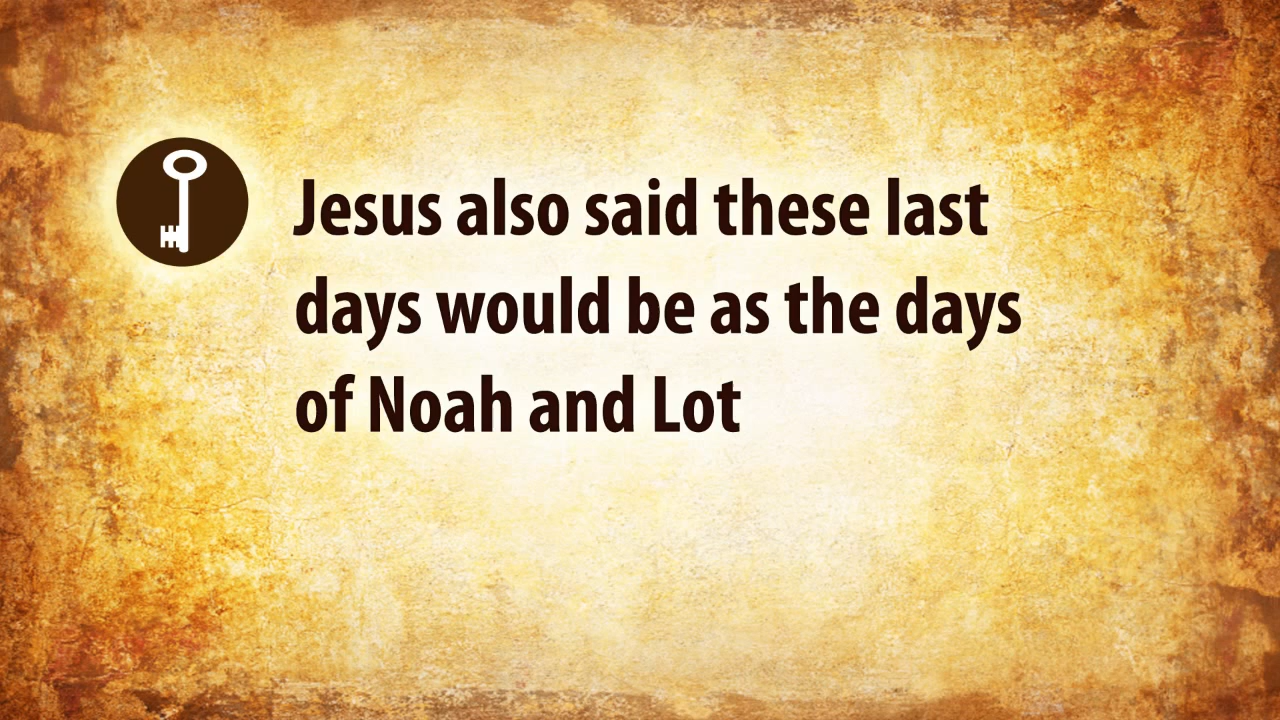 Jesus also said these last
days would be as the days
of Noah and Lot